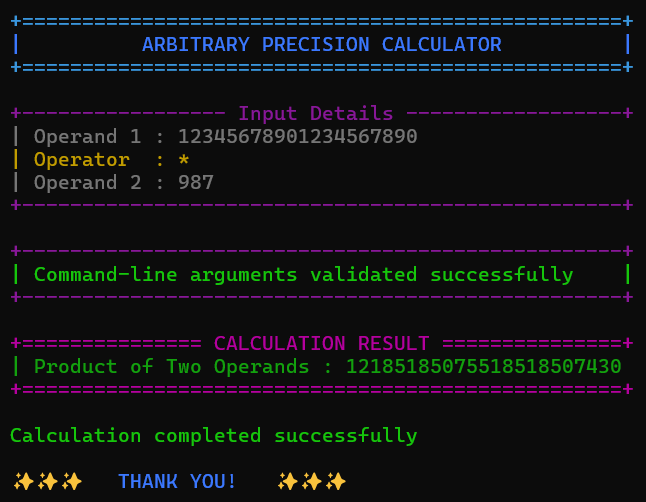 +==================================================+
|          ARBITRARY PRECISION CALCULATOR          |
+==================================================+
+----------------- Input Details ------------------+
| Operand 1 : 12345678901234567890
| Operator  : *
| Operand 2 : 987
+--------------------------------------------------+
+--------------------------------------------------+
| Command-line arguments validated successfully    |
+--------------------------------------------------+
+=============== CALCULATION RESULT ===============+
| Product of Two Operands : 12185185075518518507430
+==================================================+
Calculation completed successfully
✨✨✨   THANK YOU!   ✨✨✨